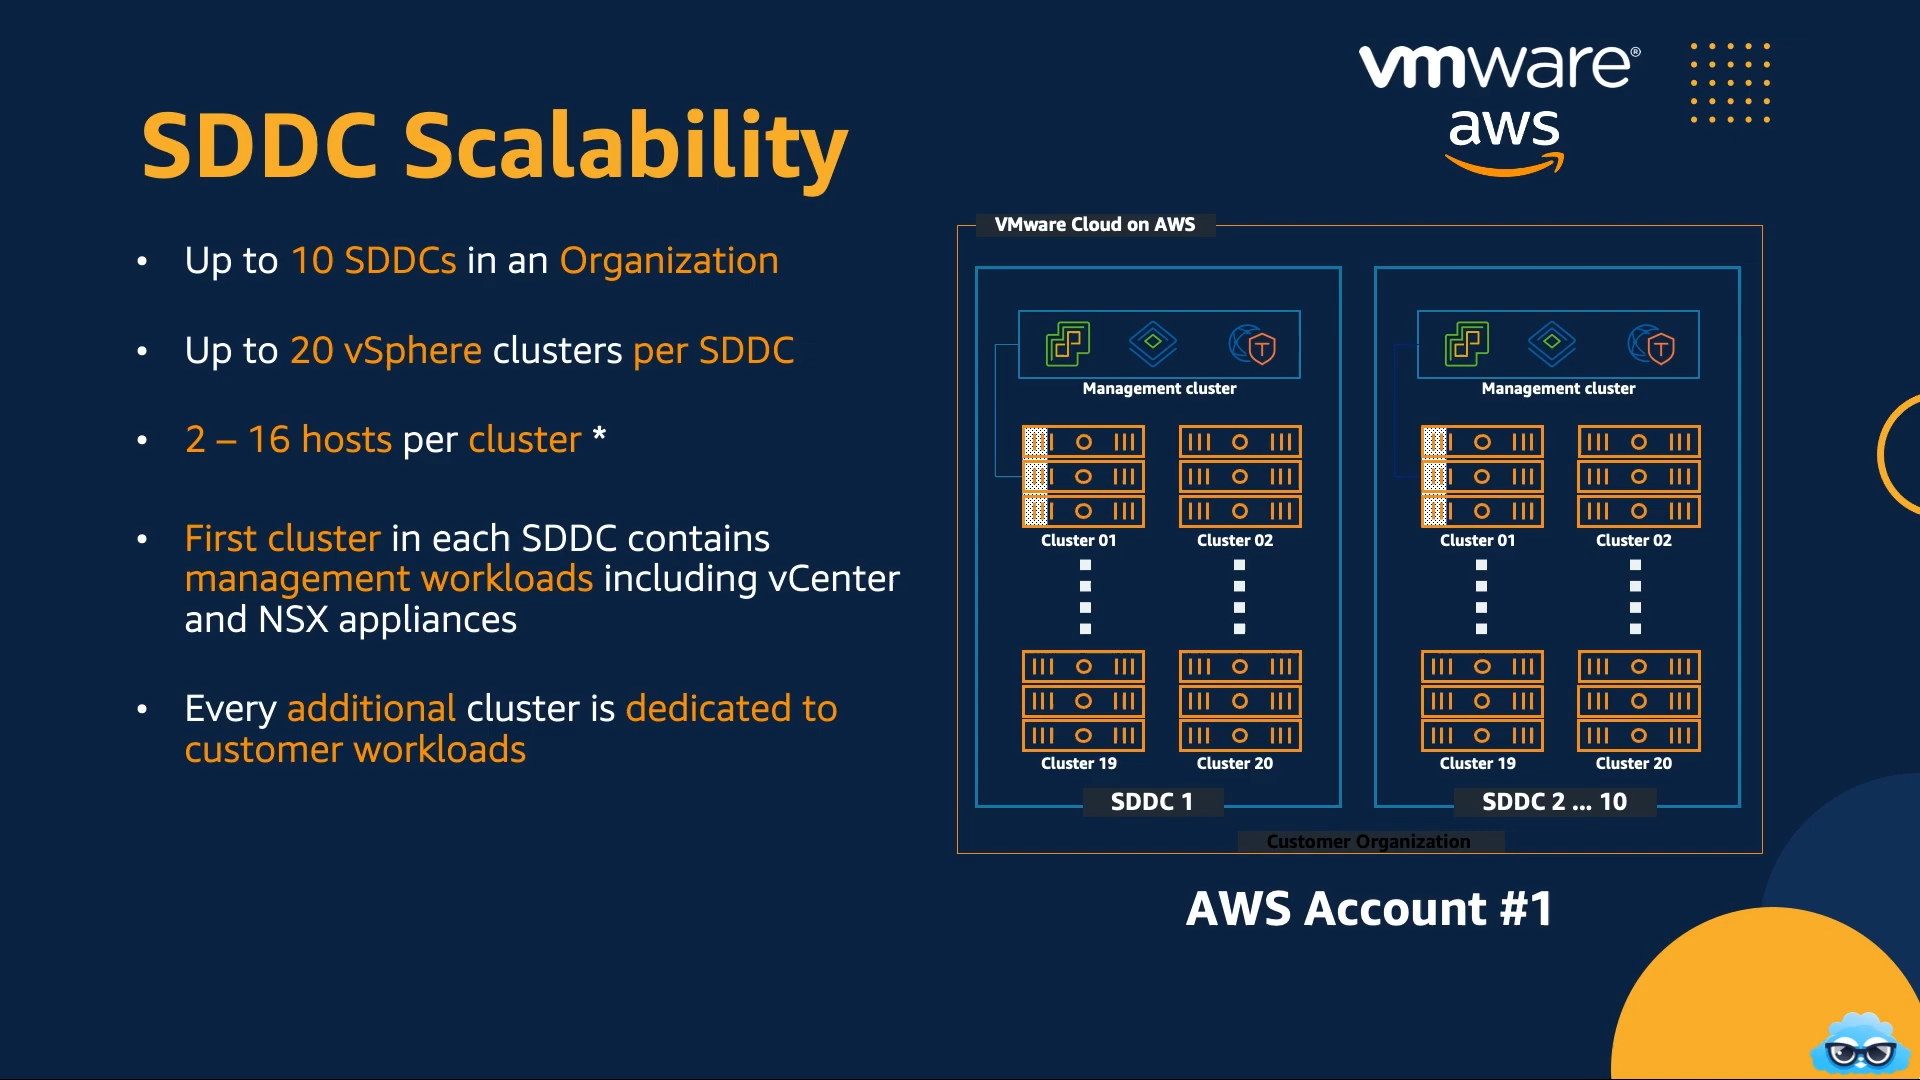 vmware®
aws
SDDC Scalability
• Up to 10 SDDCs in an Organization
• Up to 20 vSphere clusters per SDDC
• 2 – 16 hosts per cluster *
• First cluster in each SDDC contains
management workloads including vCenter
and NSX appliances
• Every additional cluster is dedicated to
customer workloads
VMware Cloud on AWS
T
Management cluster
Cluster 01
Cluster 02
Cluster 19
Cluster 20
SDDC 1
T
Management cluster
Cluster 01
Cluster 02
Cluster 19
Cluster 20
SDDC 2 ... 10
Customer Organization
AWS Account #1